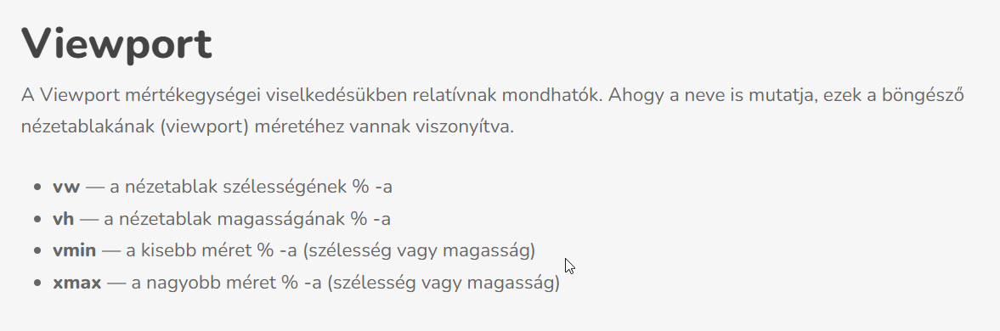 Viewport
A Viewport mértékegységei viselkedésükben relatívnak mondhatók. Ahogy a neve is mutatja, ezek a böngésző
nézetablakának (viewport) méretéhez vannak viszonyítva.
• vw — a nézetablak szélességének % -a
• vh — a nézetablak magasságának % -a
• vmin — a kisebb méret % -a (szélesség vagy magasság)
• xmax — a nagyobb méret % -a (szélesség vagy magasság)